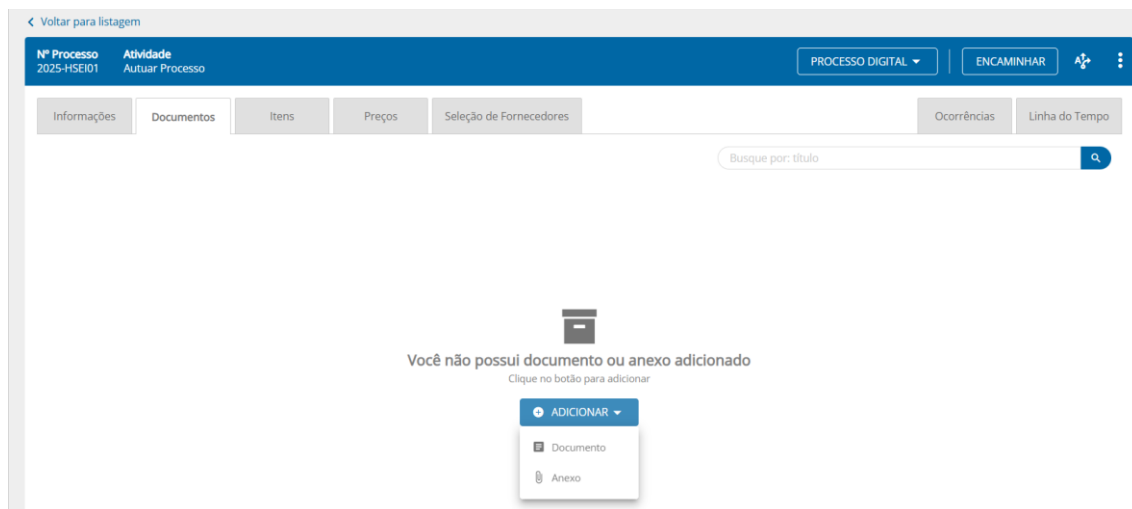 Voltar para listagem
Nº Processo Atividade
2025-HSEI01 Autuar Processo
PROCESSO DIGITAL
ENCAMINHAR
Informações Documentos Itens Preços Seleção de Fornecedores Ocorrências Linha do Tempo
Busque por: título
Você não possui documento ou anexo adicionado
Clique no botão para adicionar
ADICIONAR
Documento
Anexo